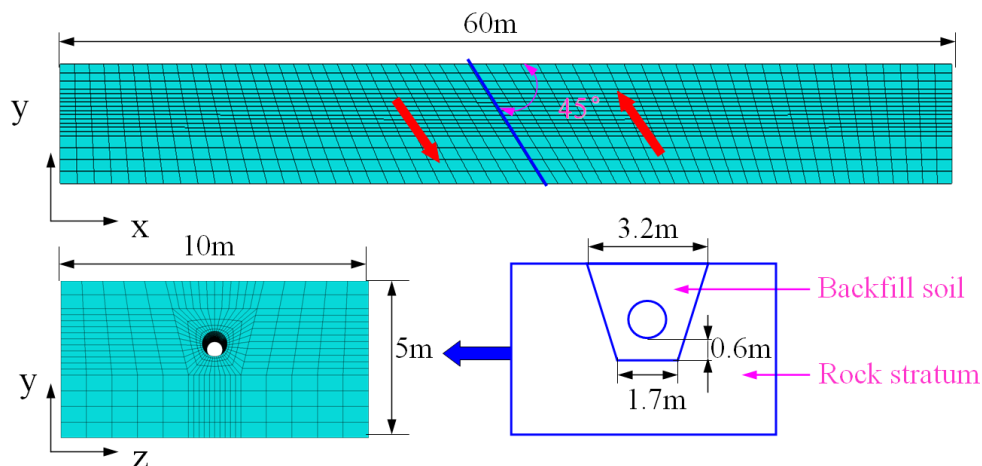 60m
y
45°
x
10m
3.2m
Backfill soil
5m
0.6m
y
Rock stratum
1.7m
z